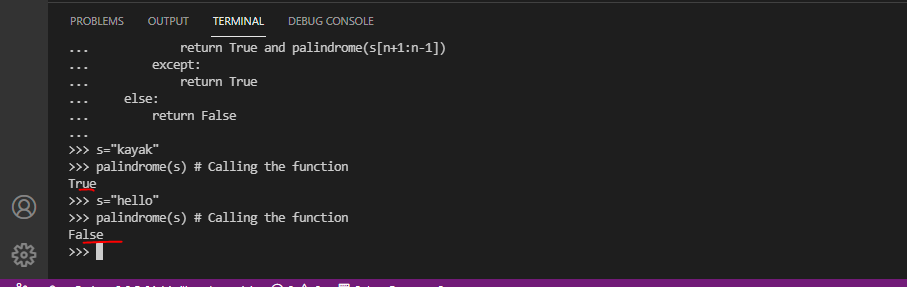 PROBLEMS OUTPUT TERMINAL DEBUG CONSOLE
...            return True and palindrome(s[n+1:n-1])
...        except:
...            return True
...    else:
...        return False
...
>>> s="kayak"
>>> palindrome(s) # Calling the function
True
>>> s="hello"
>>> palindrome(s) # Calling the function
False
>>>